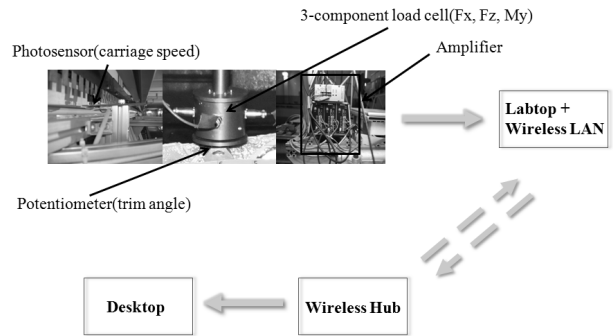 3-component load cell(Fx, Fz, My)
Photosensor(carriage speed)
Amplifier
Labtop +
Wireless LAN
Potentiometer(trim angle)
Desktop
Wireless Hub